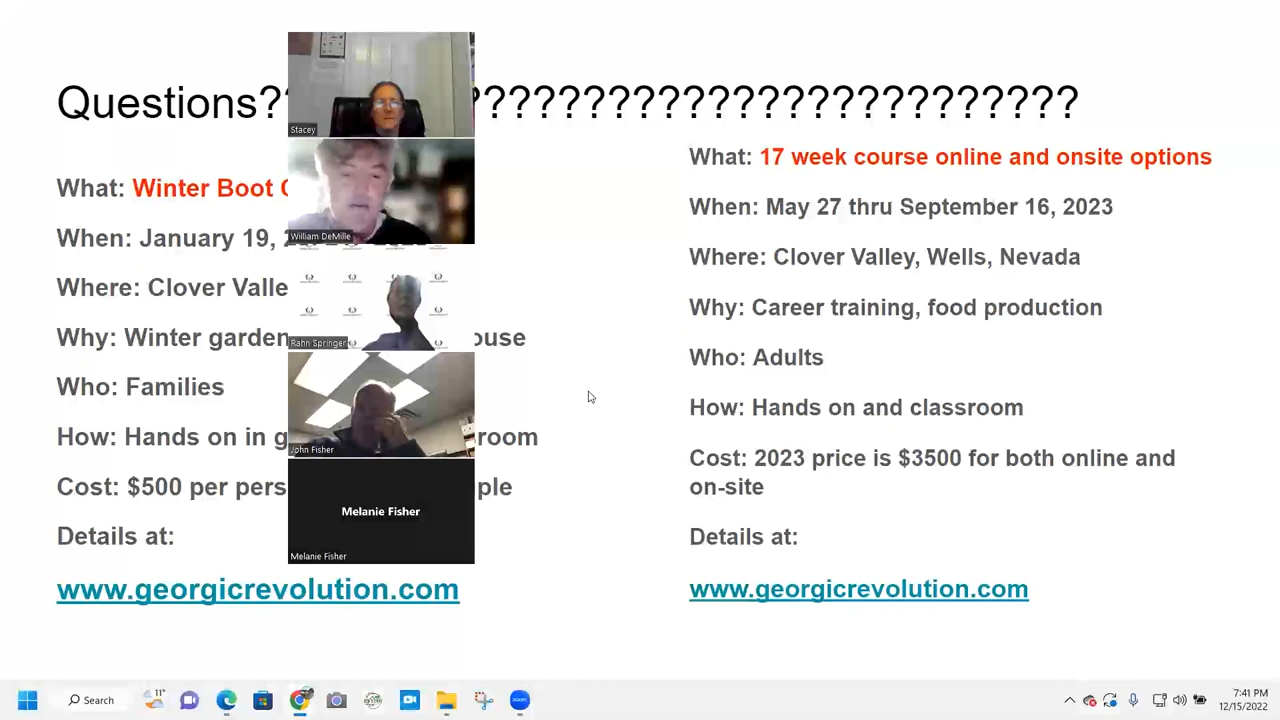 Questions?? ?????????????????????????
What: Winter Boot
When: January 19,
Where: Clover Valle
Why: Winter garden ouse
Who: Families
How: Hands on in g room
Cost: $500 per pers ple
Details at:
www.georgicrevolution.com
Stacey
William DeMille
Rahn Springer
John Fisher
Melanie Fisher
Melanie Fisher
What: 17 week course online and onsite options
When: May 27 thru September 16, 2023
Where: Clover Valley, Wells, Nevada
Why: Career training, food production
Who: Adults
How: Hands on and classroom
Cost: 2023 price is $3500 for both online and
on-site
Details at:
www.georgicrevolution.com
11°
Search
zoom
7:41 PM
12/15/2022